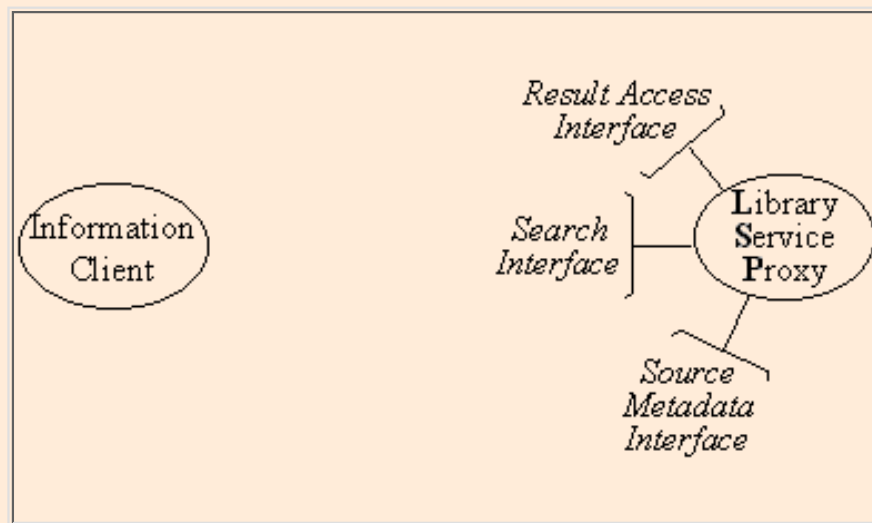 Result Access
Interface
Information
Client
Search
Interface
Library
Service
Proxy
Source
Metadata
Interface